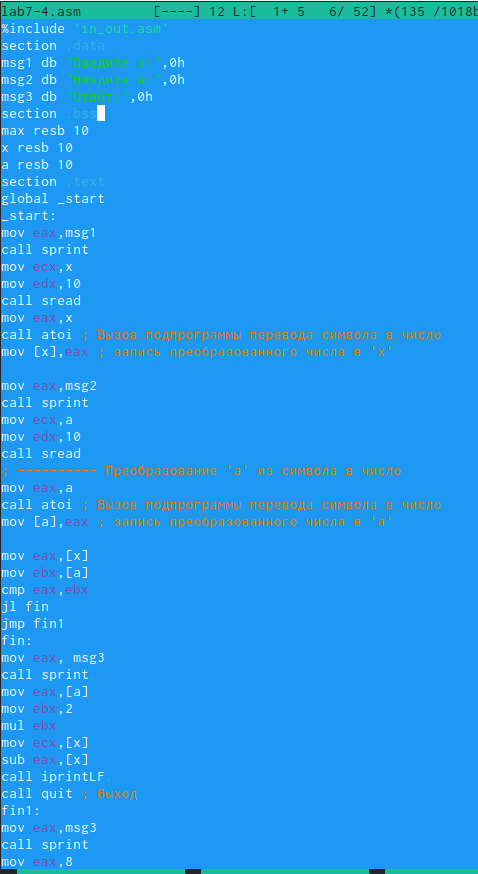 lab7-4.asm [----] 12 L:[ 1+ 5 6/ 52] *(135 /1018b
%include 'in_out.asm'
section .data
msg1 db "Введите x:",0h
msg2 db "Введите a:",0h
msg3 db "Ответ:",0h
section .bss
max resb 10
x resb 10
a resb 10
section .text
global _start
_start:
mov eax,msg1
call sprint
mov ecx,x
mov edx,10
call sread
mov eax,x
call atoi ; Вызов подпрограммы перевода символа в число
mov [x],eax ; запись преобразованного числа в 'x'
mov eax,msg2
call sprint
mov ecx,a
mov edx,10
call sread
; ---------- Преобразование 'a' из символа в число
mov eax,a
call atoi ; Вызов подпрограммы перевода символа в число
mov [a],eax ; запись преобразованного числа в 'a'
mov eax,[x]
mov ebx,[a]
cmp eax,ebx
jl fin
jmp fin1
fin:
mov eax, msg3
call sprint
mov eax,[a]
mov ebx,2
mul ebx
mov ecx,[x]
sub eax,[x]
call iprintLF
call quit ; Выход
fin1:
mov eax,msg3
call sprint
mov eax,8